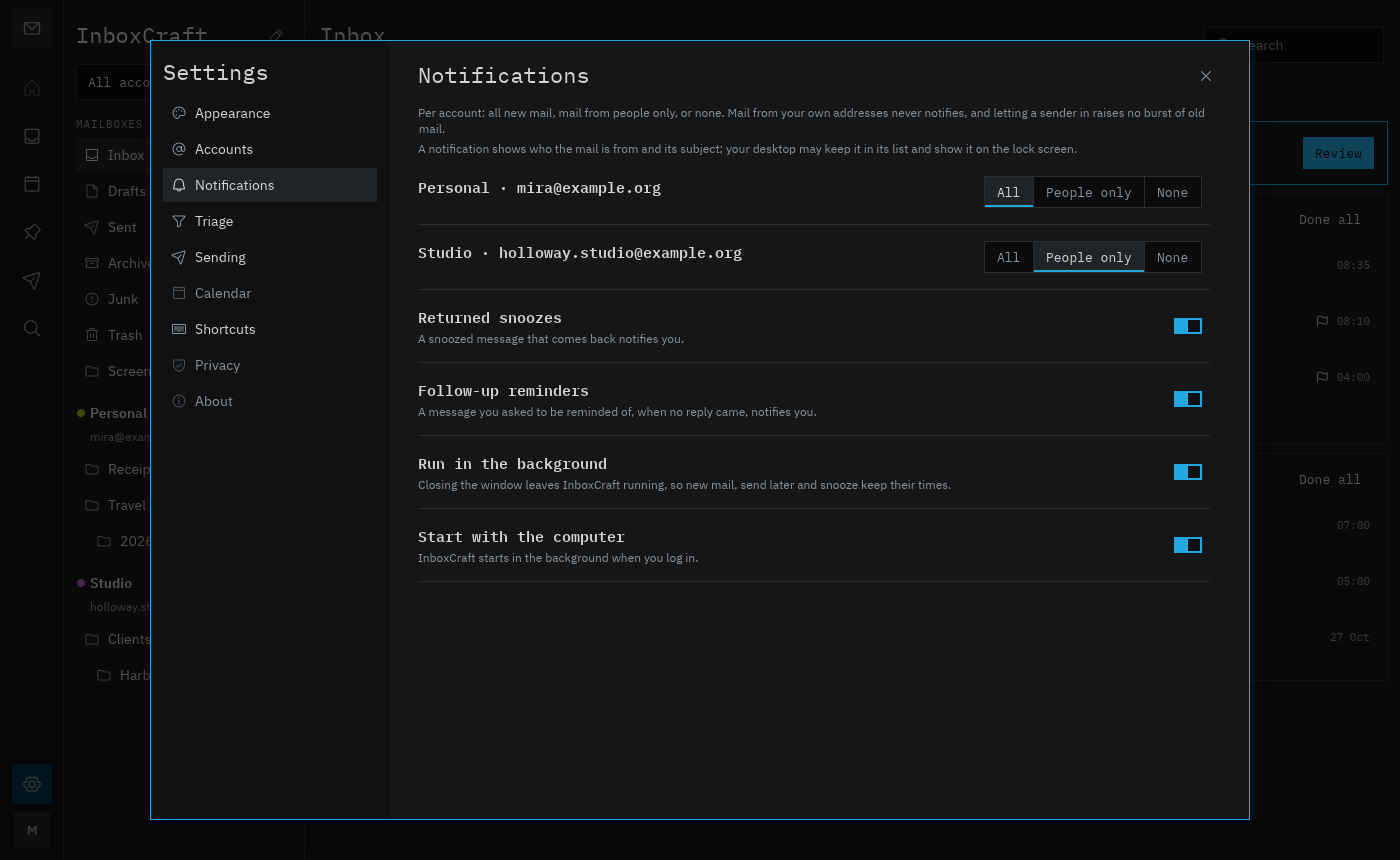 InboxCraft
Inbox
All acco
MAILBOXES
Inbox
Drafts
Sent
Archive
Junk
Trash
Screen
Personal
mira@exam
Receip
Travel
2026
Studio
holloway.st
Clients
Harb
M
Settings
Appearance
Accounts
Notifications
Triage
Sending
Calendar
Shortcuts
Privacy
About
Notifications
Per account: all new mail, mail from people only, or none. Mail from your own addresses never notifies, and letting a sender in raises no burst of old
mail.
A notification shows who the mail is from and its subject; your desktop may keep it in its list and show it on the lock screen.
Personal · mira@example.org
All People only None
Studio · holloway.studio@example.org
All People only None
Returned snoozes
A snoozed message that comes back notifies you.
Follow-up reminders
A message you asked to be reminded of, when no reply came, notifies you.
Run in the background
Closing the window leaves InboxCraft running, so new mail, send later and snooze keep their times.
Start with the computer
InboxCraft starts in the background when you log in.
earch
Review
Done all
08:35
08:10
04:00
Done all
07:00
05:00
27 Oct